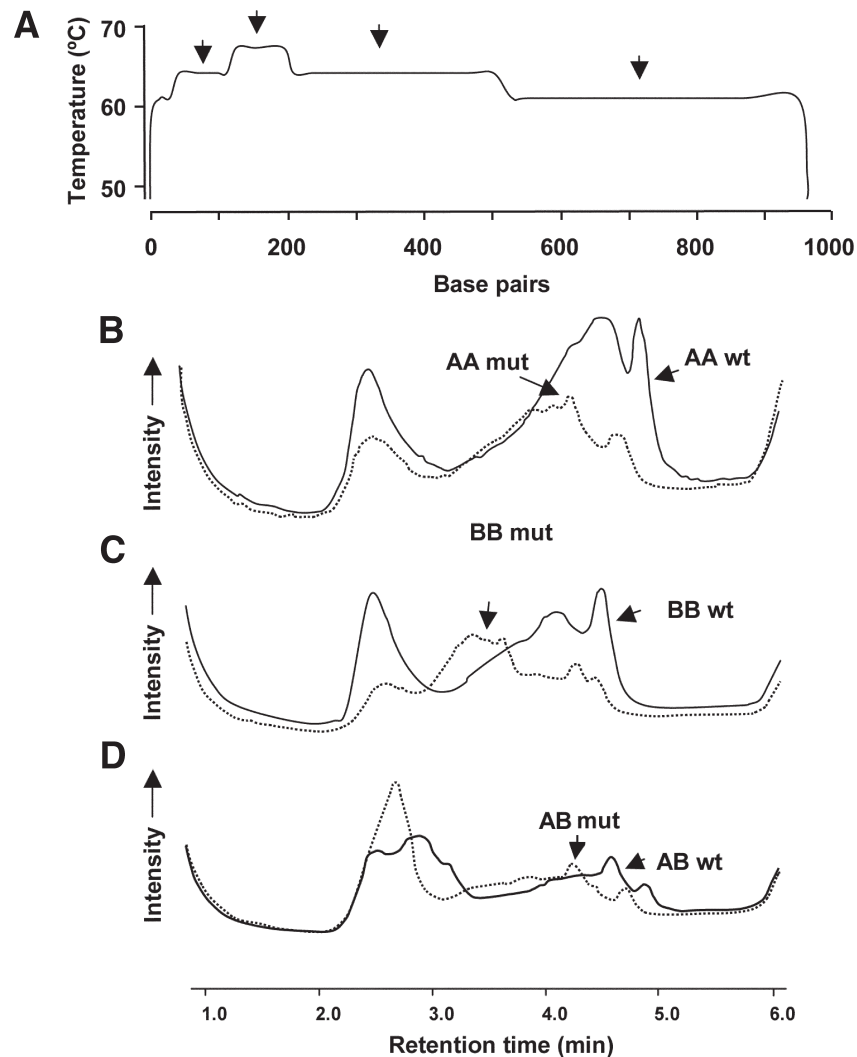 A
Temperature (ºC)
70
60
50
0 200 400 600 800 1000
Base pairs
B
Intensity
AA mut
AA wt
C
Intensity
BB mut
BB wt
D
Intensity
AB mut
AB wt
1.0 2.0 3.0 4.0 5.0 6.0
Retention time (min)